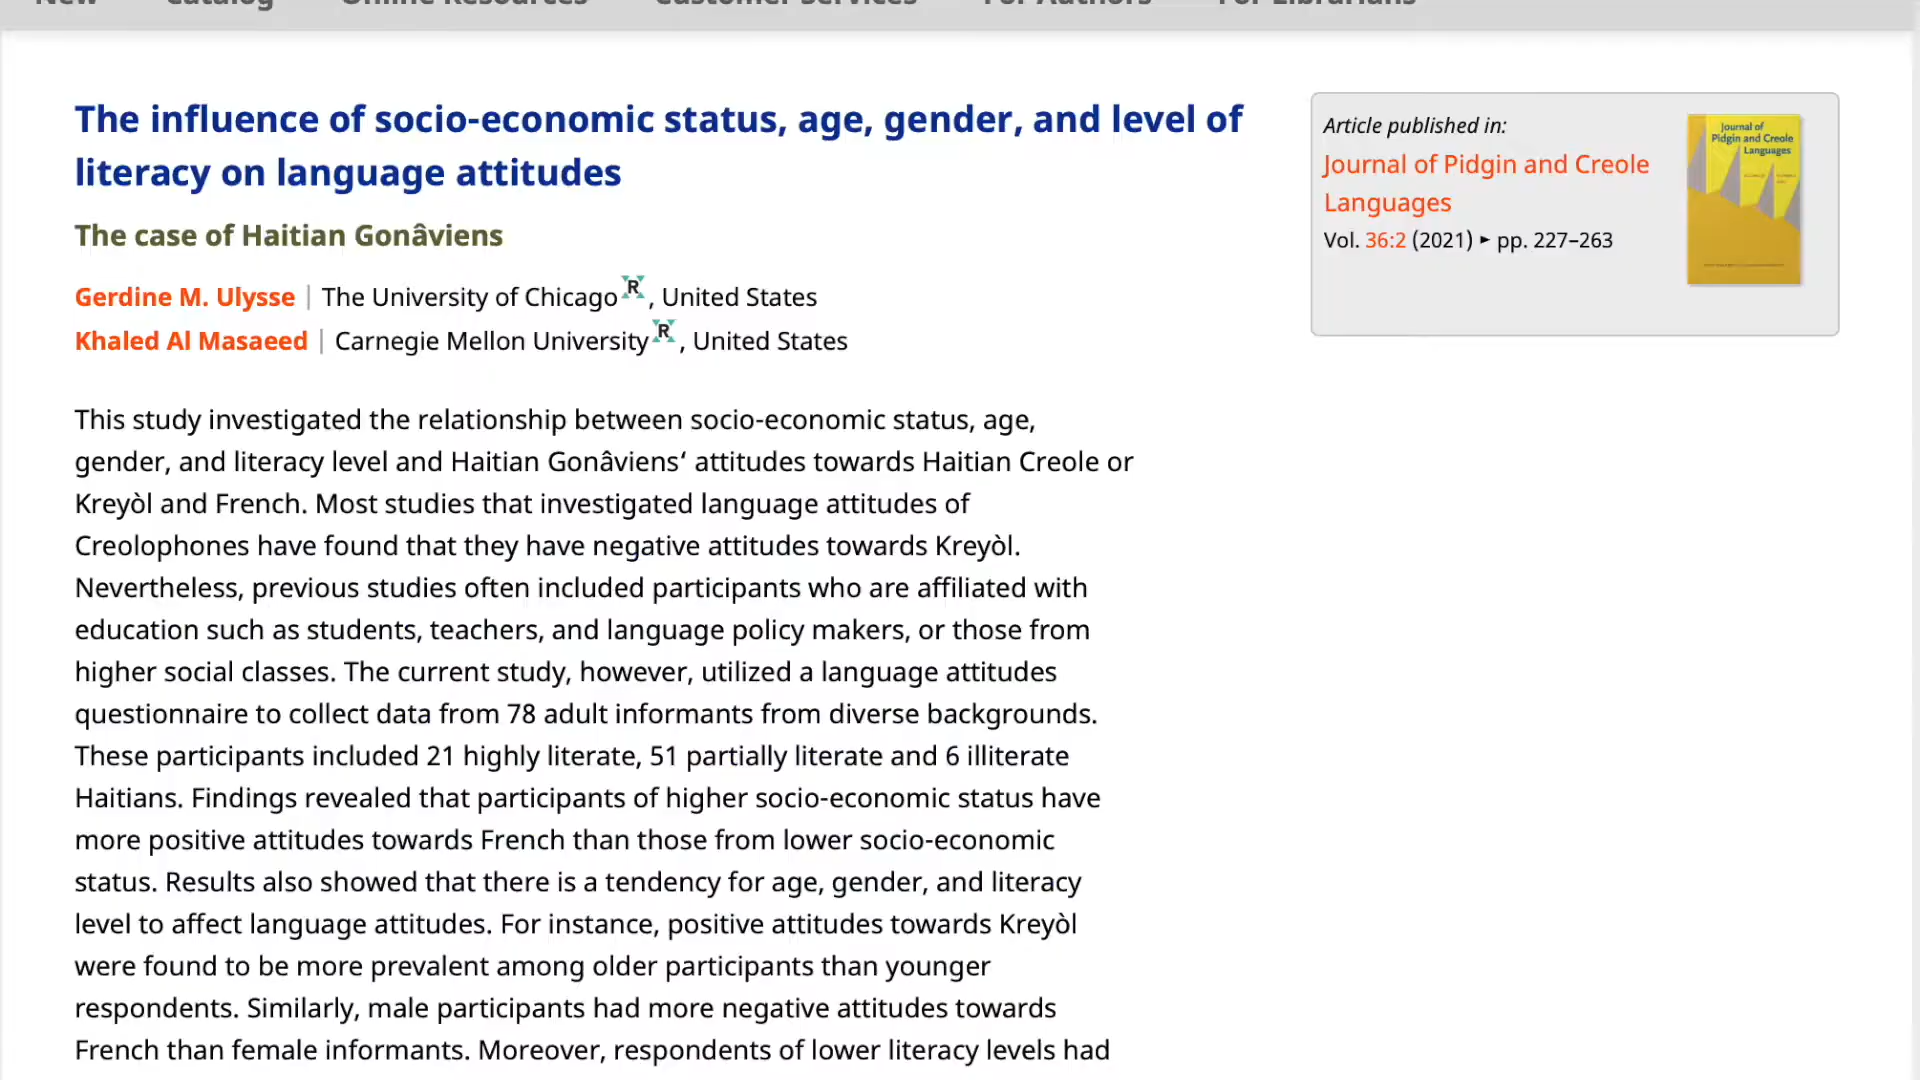 New Catalog Online Resources Customer Services For Authors For Librarians
The influence of socio-economic status, age, gender, and level of
literacy on language attitudes
The case of Haitian Gonâviens
Gerdine M. Ulysse | The University of Chicago R, United States
Khaled Al Masaeed | Carnegie Mellon University R, United States
This study investigated the relationship between socio-economic status, age,
gender, and literacy level and Haitian Gonâviens‘ attitudes towards Haitian Creole or
Kreyòl and French. Most studies that investigated language attitudes of
Creolophones have found that they have negative attitudes towards Kreyòl.
Nevertheless, previous studies often included participants who are affiliated with
education such as students, teachers, and language policy makers, or those from
higher social classes. The current study, however, utilized a language attitudes
questionnaire to collect data from 78 adult informants from diverse backgrounds.
These participants included 21 highly literate, 51 partially literate and 6 illiterate
Haitians. Findings revealed that participants of higher socio-economic status have
more positive attitudes towards French than those from lower socio-economic
status. Results also showed that there is a tendency for age, gender, and literacy
level to affect language attitudes. For instance, positive attitudes towards Kreyòl
were found to be more prevalent among older participants than younger
respondents. Similarly, male participants had more negative attitudes towards
French than female informants. Moreover, respondents of lower literacy levels had
Article published in:
Journal of Pidgin and Creole
Languages
Vol. 36:2 (2021) ► pp. 227–263
Journal of
Pidgin and Creole
Languages